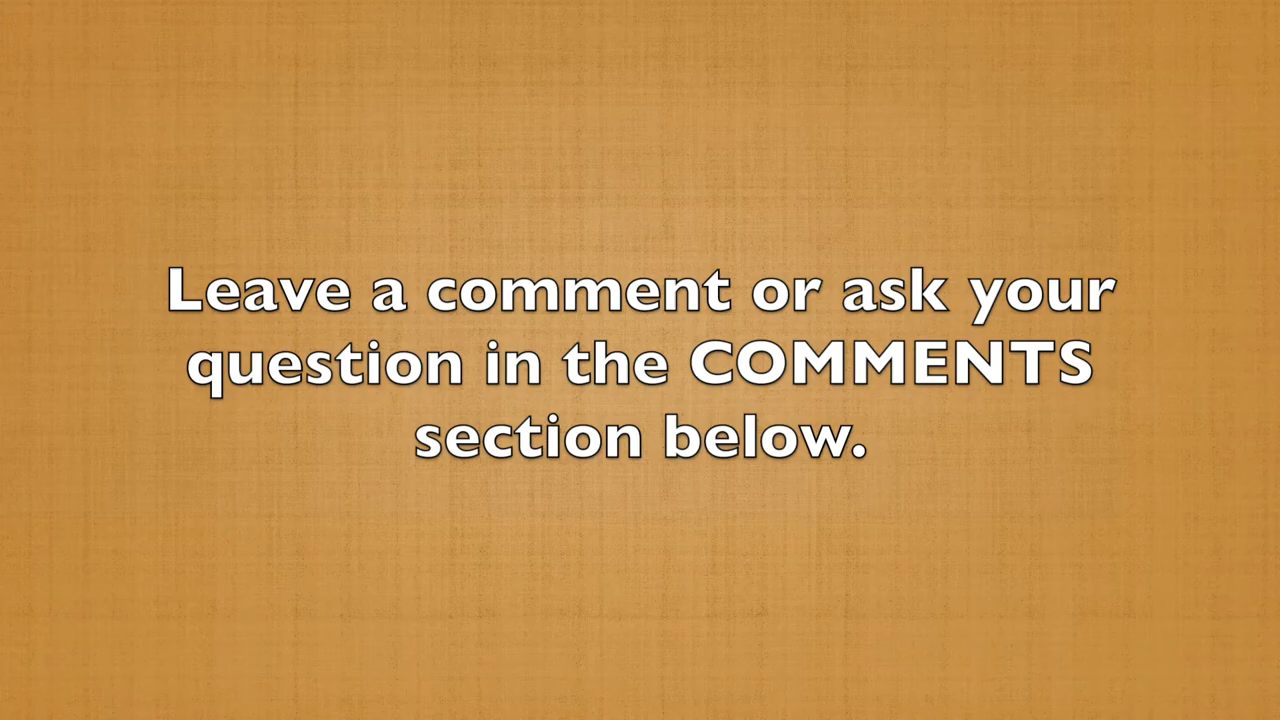 Leave a comment or ask your
question in the COMMENTS
section below.